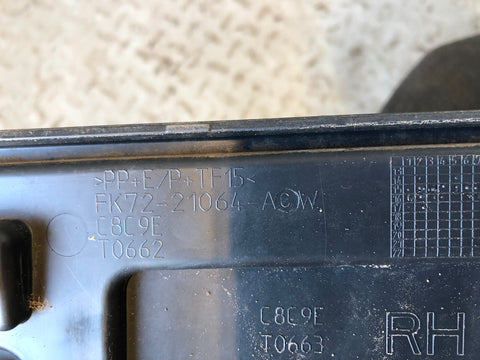 >PP+E/P+TF15<
FK72-21064-ACW
C8C9E
T0662
C8C9E
T0663
RH